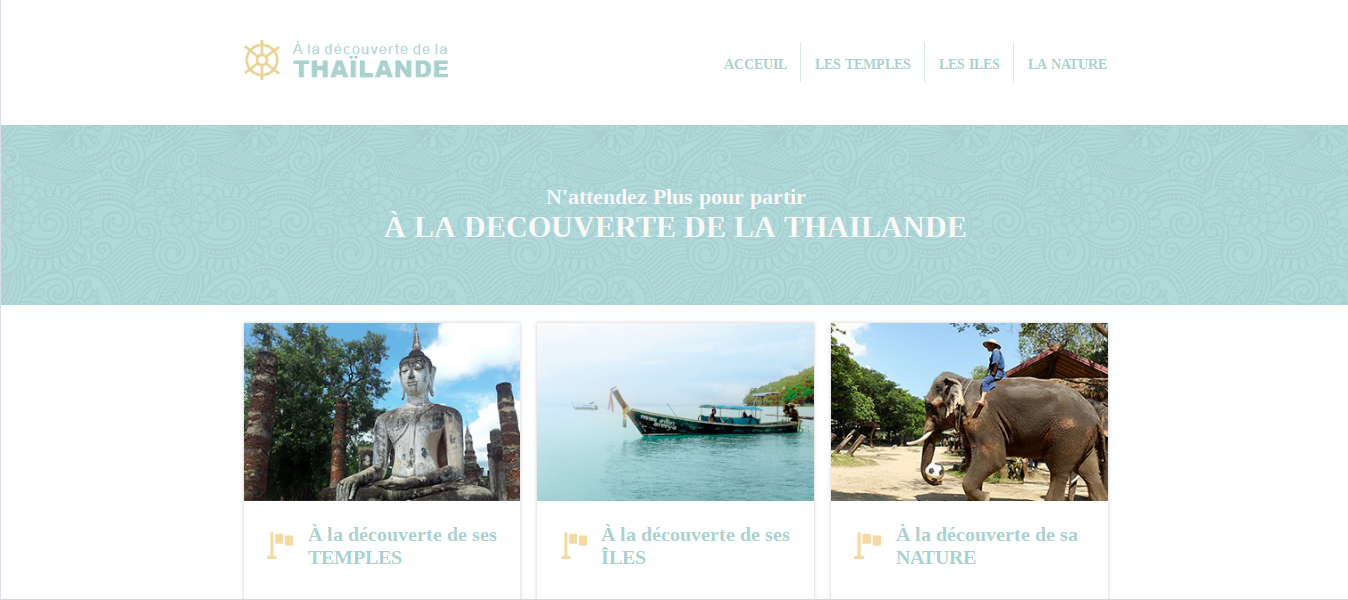 À la découverte de la
THAÏLANDE
ACCEUIL
LES TEMPLES
LES ILES
LA NATURE
N'attendez Plus pour partir
À LA DECOUVERTE DE LA THAILANDE
À la découverte de ses
TEMPLES
À la découverte de ses
ÎLES
À la découverte de sa
NATURE